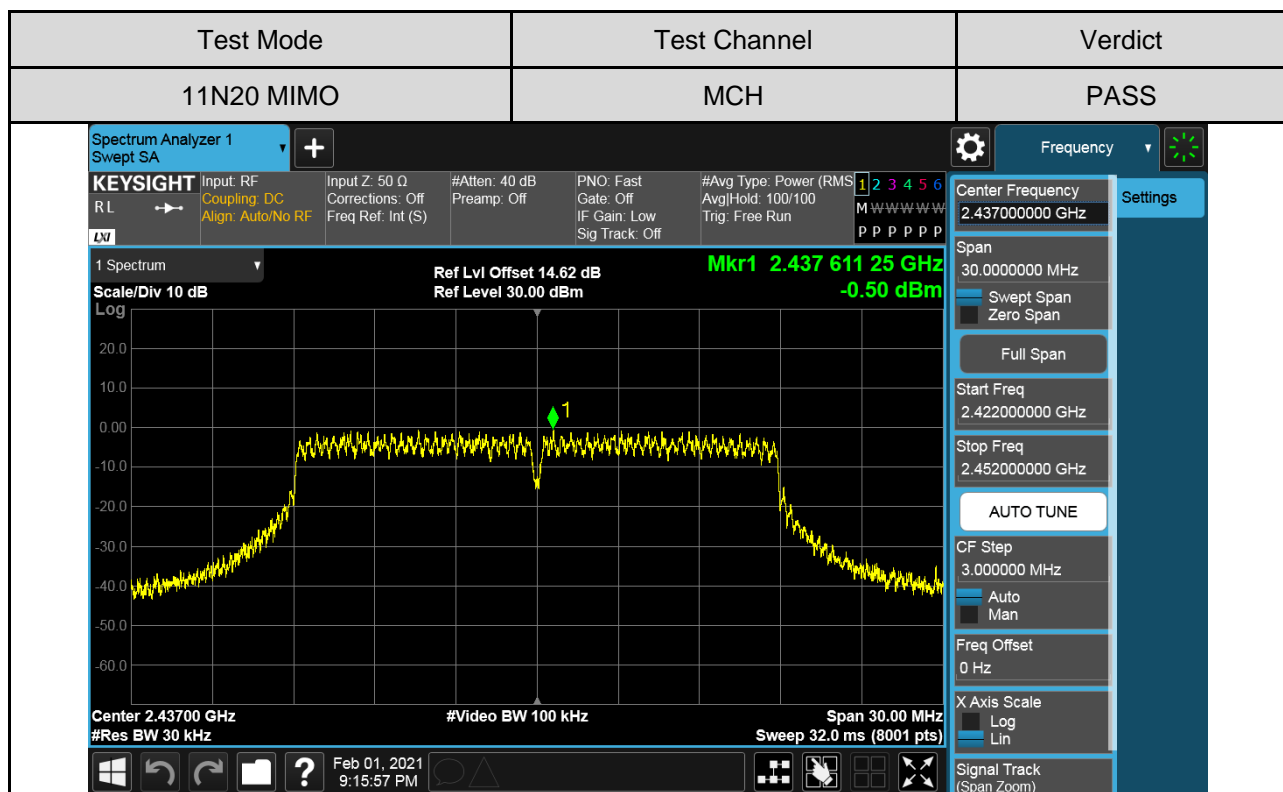 Test Mode Test Channel Verdict
11N20 MIMO MCH PASS
Spectrum Analyzer 1
Swept SA
Frequency
KEYSIGHT Input: RF Input Z: 50 Ω #Atten: 40 dB PNO: Fast #Avg Type: Power (RMS 1 2 3 4 5 6
R L Coupling: DC Corrections: Off Preamp: Off Gate: Off Avg|Hold: 100/100 M W W W W W
Align: Auto/No RF Freq Ref: Int (S) IF Gain: Low Trig: Free Run
LXI Sig Track: Off P P P P P P
1 Spectrum
Scale/Div 10 dB
Ref Lvl Offset 14.62 dB
Ref Level 30.00 dBm
Mkr1 2.437 611 25 GHz
-0.50 dBm
Log
20.0
10.0
0.00
-10.0
-20.0
-30.0
-40.0
-50.0
-60.0
1
Center 2.43700 GHz #Video BW 100 kHz Span 30.00 MHz
#Res BW 30 kHz Sweep 32.0 ms (8001 pts)
? Feb 01, 2021
9:15:57 PM
Center Frequency
2.437000000 GHz
Settings
Span
30.0000000 MHz
Swept Span
Zero Span
Full Span
Start Freq
2.422000000 GHz
Stop Freq
2.452000000 GHz
AUTO TUNE
CF Step
3.000000 MHz
Auto
Man
Freq Offset
0 Hz
X Axis Scale
Log
Lin
Signal Track
(Span Zoom)